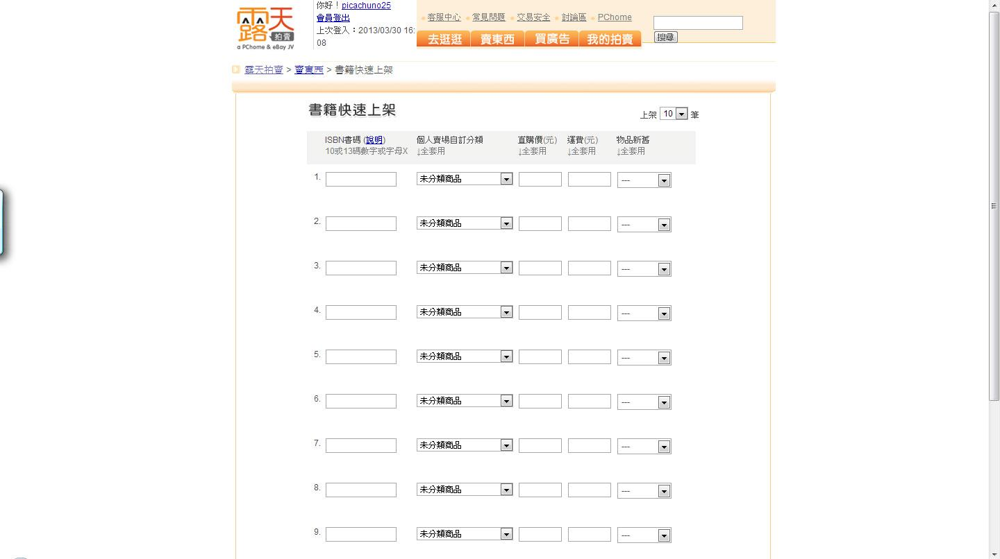 露天
拍賣
a PChome & eBay JV
你好！picachuno25
會員登出
上次登入：2013/03/30 16:
08
客服中心 常見問題 交易安全 討論區 PChome
去逛逛 賣東西 買廣告 我的拍賣
搜尋
露天拍賣 > 賣東西 > 書籍快速上架
書籍快速上架
上架 10 筆
ISBN書碼 (說明) 個人賣場自訂分類 直購價(元) 運費(元) 物品新舊
10或13碼數字或字母X ↓全套用 ↓全套用 ↓全套用 ↓全套用
1. 未分類商品 ---
2. 未分類商品 ---
3. 未分類商品 ---
4. 未分類商品 ---
5. 未分類商品 ---
6. 未分類商品 ---
7. 未分類商品 ---
8. 未分類商品 ---
9. 未分類商品 ---